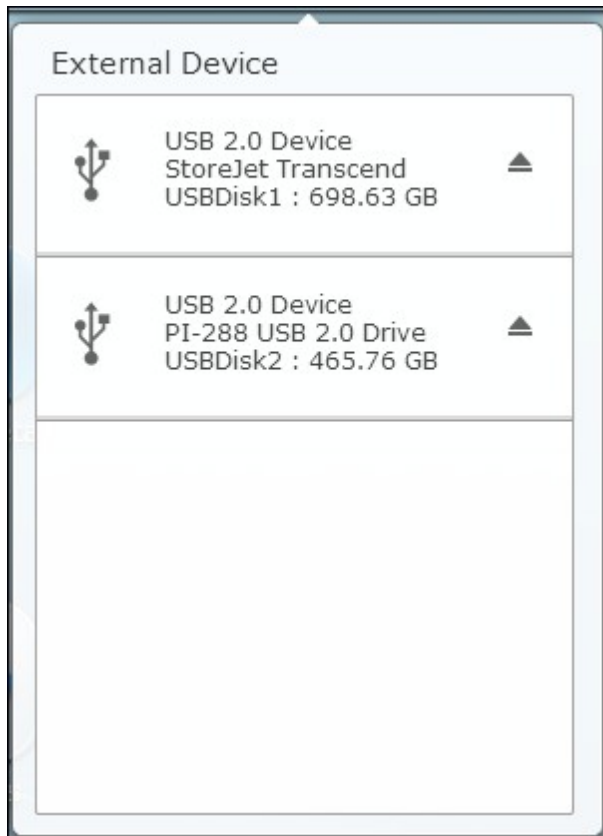 External Device
USB 2.0 Device
StoreJet Transcend
USBDisk1 : 698.63 GB
USB 2.0 Device
PI-288 USB 2.0 Drive
USBDisk2 : 465.76 GB